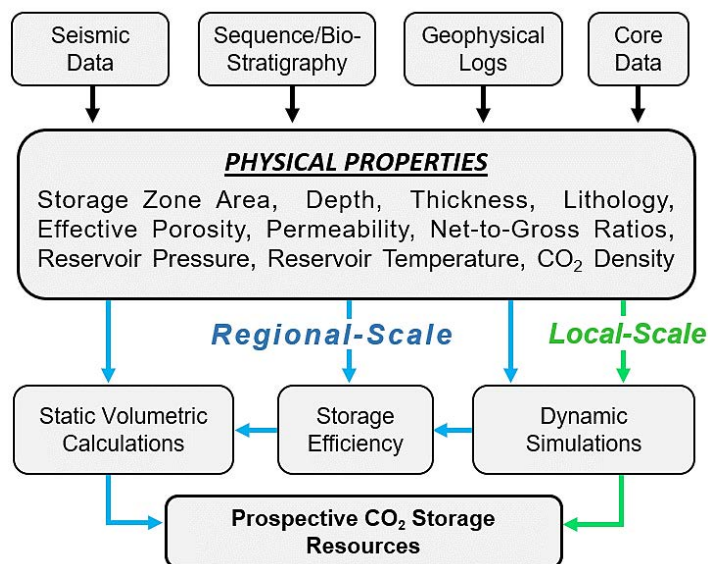 Seismic
Data
Sequence/Bio-
Stratigraphy
Geophysical
Logs
Core
Data
PHYSICAL PROPERTIES
Storage Zone Area, Depth, Thickness, Lithology,
Effective Porosity, Permeability, Net-to-Gross Ratios,
Reservoir Pressure, Reservoir Temperature, CO₂ Density
Regional-Scale
Local-Scale
Static Volumetric
Calculations
Storage
Efficiency
Dynamic
Simulations
Prospective CO₂ Storage
Resources